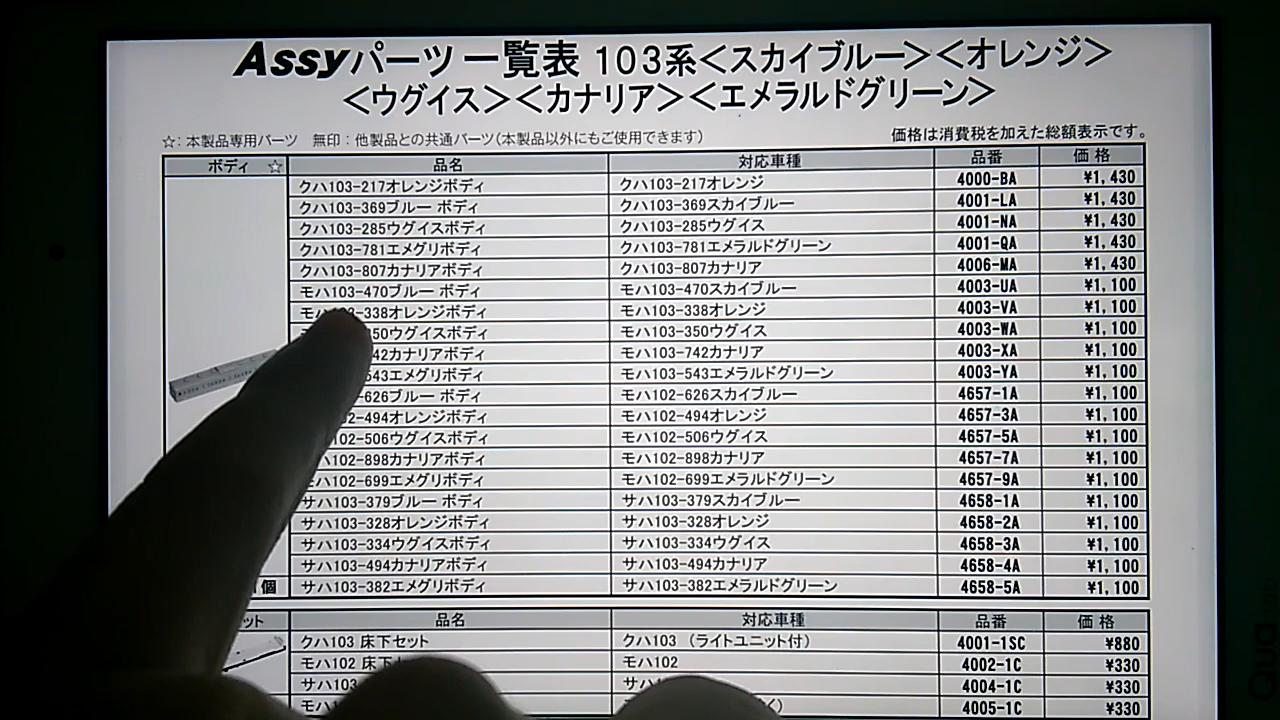 Assyパーツ一覧表 103系<スカイブルー><オレンジ>
<ウグイス><カナリア><エメラルドグリーン>
☆：本製品専用パーツ 無印：他製品との共通パーツ(本製品以外にもご使用できます) 価格は消費税を加えた総額表示です。
ボディ ☆ 品名 対応車種 品番 価格
クハ103-217オレンジボディ クハ103-217オレンジ 4000-BA ¥1,430
クハ103-369ブルー ボディ クハ103-369スカイブルー 4001-LA ¥1,430
クハ103-285ウグイスボディ クハ103-285ウグイス 4001-NA ¥1,430
クハ103-781エメグリボディ クハ103-781エメラルドグリーン 4001-QA ¥1,430
クハ103-807カナリアボディ クハ103-807カナリア 4006-MA ¥1,430
モハ103-470ブルー ボディ モハ103-470スカイブルー 4003-UA ¥1,100
モハ103-338オレンジボディ モハ103-338オレンジ 4003-VA ¥1,100
350ウグイスボディ モハ103-350ウグイス 4003-WA ¥1,100
42カナリアボディ モハ103-742カナリア 4003-XA ¥1,100
543エメグリボディ モハ103-543エメラルドグリーン 4003-YA ¥1,100
-626ブルー ボディ モハ102-626スカイブルー 4657-1A ¥1,100
2-494オレンジボディ モハ102-494オレンジ 4657-3A ¥1,100
102-506ウグイスボディ モハ102-506ウグイス 4657-5A ¥1,100
ハ102-898カナリアボディ モハ102-898カナリア 4657-7A ¥1,100
モハ102-699エメグリボディ モハ102-699エメラルドグリーン 4657-9A ¥1,100
サハ103-379ブルー ボディ サハ103-379スカイブルー 4658-1A ¥1,100
サハ103-328オレンジボディ サハ103-328オレンジ 4658-2A ¥1,100
サハ103-334ウグイスボディ サハ103-334ウグイス 4658-3A ¥1,100
サハ103-494カナリアボディ サハ103-494カナリア 4658-4A ¥1,100
個 サハ103-382エメグリボディ サハ103-382エメラルドグリーン 4658-5A ¥1,100
ット 品名 対応車種 品番 価格
クハ103 床下セット クハ103 (ライトユニット付) 4001-1SC ¥880
モハ102 床下 モハ102 4002-1C ¥330
サハ103 サハ 4004-1C ¥330
モハ1 4005-1C ¥330
Qua